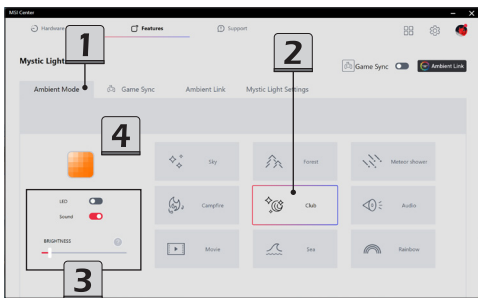 MSI Center
Hardware
Features
Support
Mystic Light
Game Sync
Ambient Link
Ambient Mode
Game Sync
Ambient Link
Mystic Light Settings
1
2
4
Sky
Forest
Meteor shower
LED
Sound
Campfire
Club
Audio
BRIGHTNESS
Movie
Sea
Rainbow
3